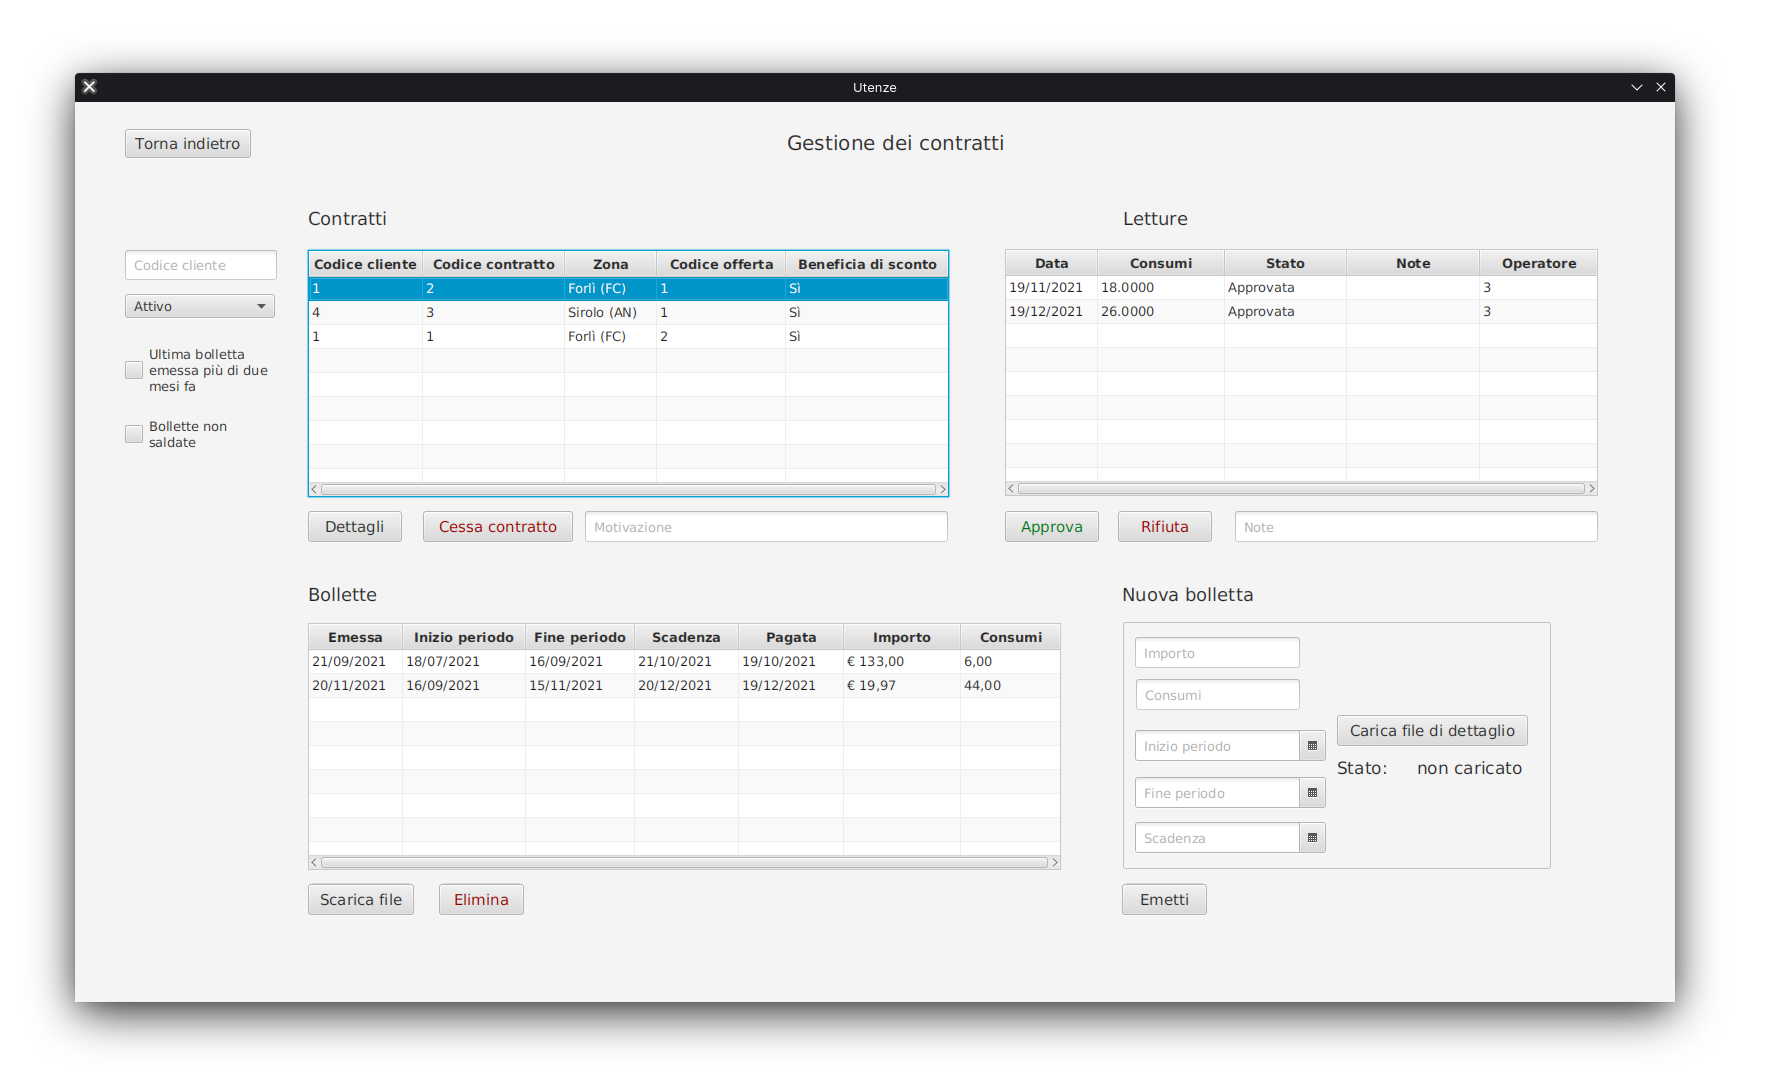 Utenze
Torna indietro
Gestione dei contratti
Contratti
Letture
Codice cliente
Attivo
Ultima bolletta
emessa più di due
mesi fa
Bollette non
saldate
Codice cliente Codice contratto Zona Codice offerta Beneficia di sconto
1 2 Forlì (FC) 1 Sì
4 3 Sirolo (AN) 1 Sì
1 1 Forlì (FC) 2 Sì
Dettagli Cessa contratto Motivazione
Data Consumi Stato Note Operatore
19/11/2021 18.0000 Approvata 3
19/12/2021 26.0000 Approvata 3
Approva Rifiuta Note
Bollette
Emessa Inizio periodo Fine periodo Scadenza Pagata Importo Consumi
21/09/2021 18/07/2021 16/09/2021 21/10/2021 19/10/2021 € 133,00 6,00
20/11/2021 16/09/2021 15/11/2021 20/12/2021 19/12/2021 € 19,97 44,00
Scarica file Elimina
Nuova bolletta
Importo
Consumi
Inizio periodo
Fine periodo
Scadenza
Carica file di dettaglio
Stato: non caricato
Emetti